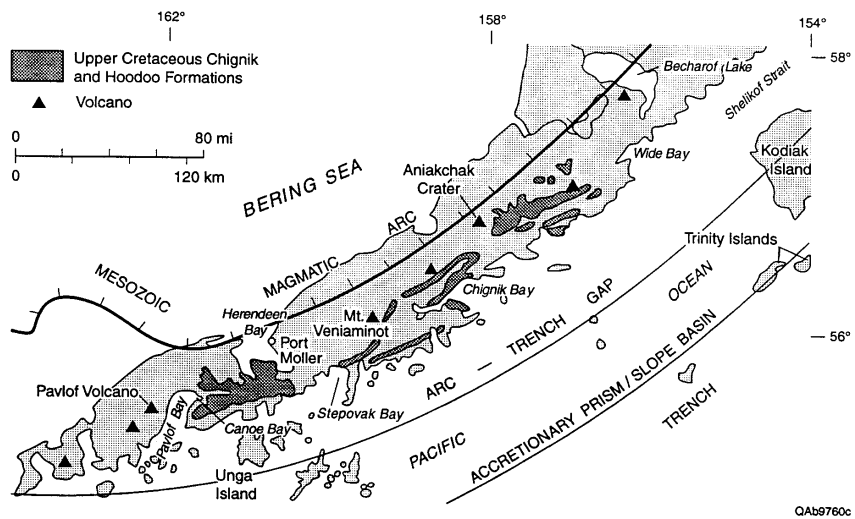 162°
158°
154°
58°
Upper Cretaceous Chignik
and Hoodoo Formations
Volcano
0
80 mi
0
120 km
Becharof Lake
Shelikof Strait
Wide Bay
Kodiak
Island
BERING SEA
Aniakchak
Crater
Trinity Islands
MESOZOIC
MAGMATIC
ARC
Chignik Bay
Herendeen
Bay
Port
Moller
Mt.
Veniaminot
ARC — TRENCH GAP
OCEAN
56°
Pavlof Volcano
Pavlof Bay
Canoe Bay
Stepovak Bay
Unga
Island
PACIFIC
ACCRETIONARY PRISM / SLOPE BASIN
TRENCH
QAb9760c